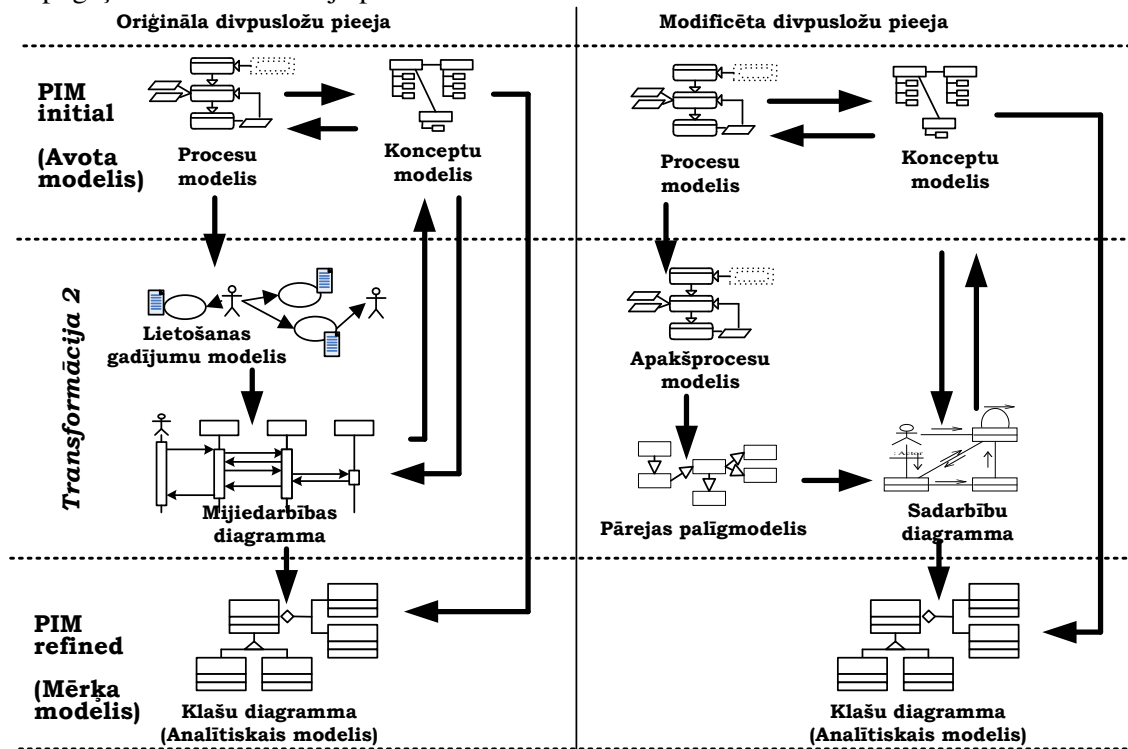 Oriģināla divpusložu pieeja
Modificēta divpusložu pieeja
PIM
initial
(Avota
modelis)
Procesu
modelis
Konceptu
modelis
Procesu
modelis
Konceptu
modelis
Transformācija 2
Lietošanas
gadījumu modelis
Mijiedarbības
diagramma
Apakšprocesu
modelis
Pārejas palīgmodelis
: Actor
Sadarbību
diagramma
PIM
refined
(Mērķa
modelis)
Klašu diagramma
(Analītiskais modelis)
Klašu diagramma
(Analītiskais modelis)